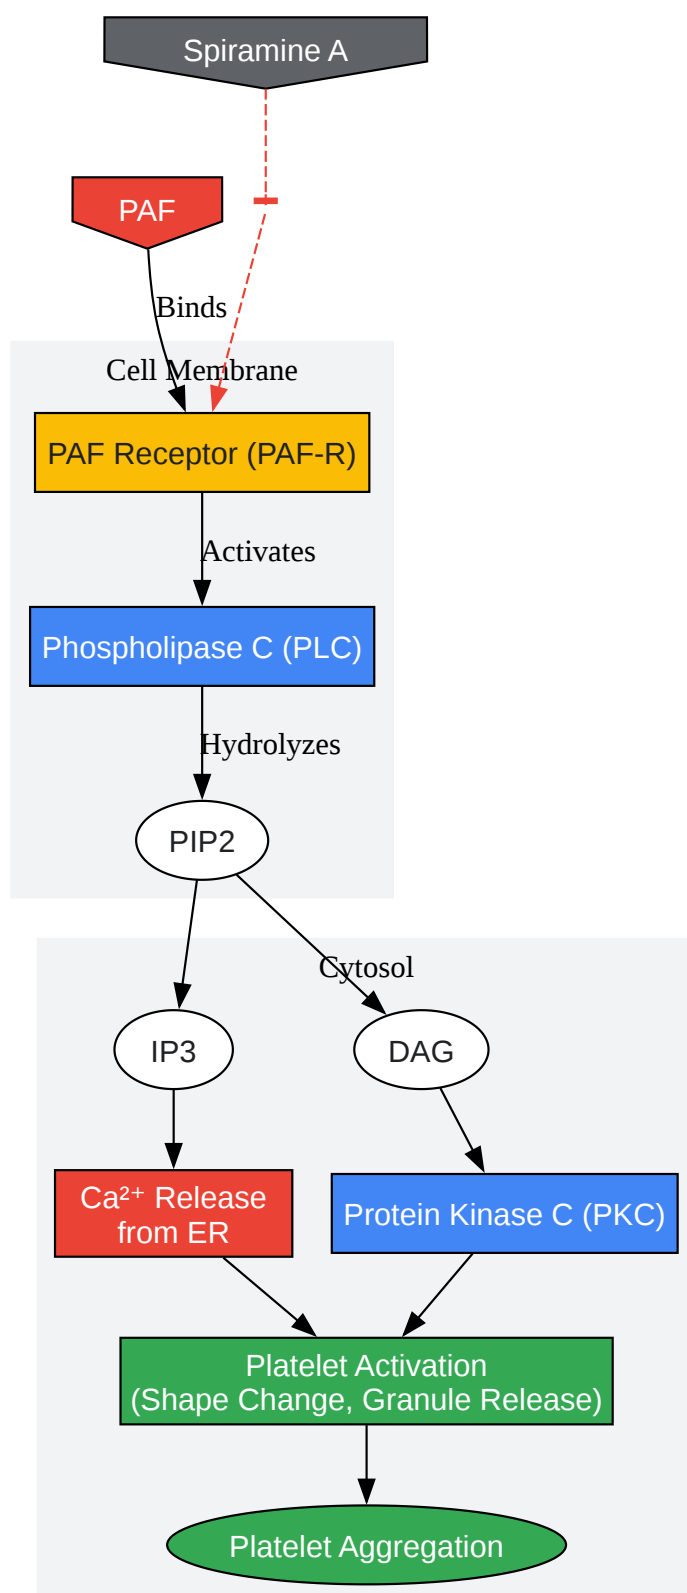 Spiramine A
PAF
Binds
Cell Membrane
PAF Receptor (PAF-R)
Activates
Phospholipase C (PLC)
Hydrolyzes
PIP2
Cytosol
IP3
DAG
Ca²⁺ Release
from ER
Protein Kinase C (PKC)
Platelet Activation
(Shape Change, Granule Release)
Platelet Aggregation